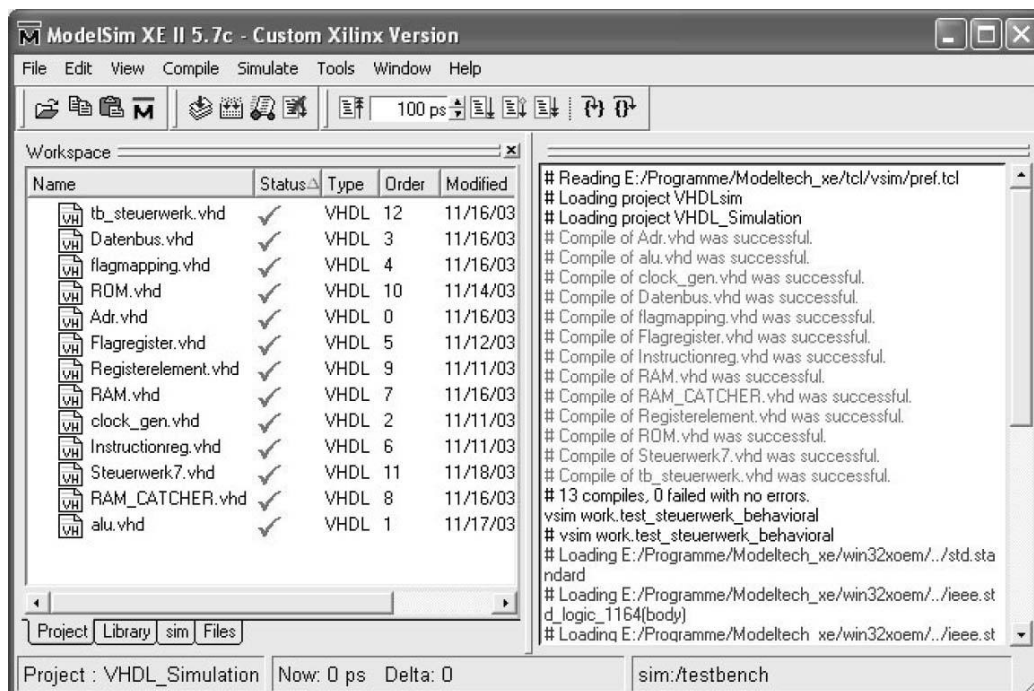 ModelSim XE II 5.7c - Custom Xilinx Version
File Edit View Compile Simulate Tools Window Help
100 ps
Workspace
Name Status Type Order Modified
tb_steuerwerk.vhd VHDL 12 11/16/03
Datenbus.vhd VHDL 3 11/16/03
flagmapping.vhd VHDL 4 11/16/03
ROM.vhd VHDL 10 11/14/03
Adr.vhd VHDL 0 11/16/03
Flagregister.vhd VHDL 5 11/12/03
Registerelement.vhd VHDL 9 11/11/03
RAM.vhd VHDL 7 11/16/03
clock_gen.vhd VHDL 2 11/11/03
Instructionreg.vhd VHDL 6 11/11/03
Steuerwerk7.vhd VHDL 11 11/18/03
RAM_CATCHER.vhd VHDL 8 11/16/03
alu.vhd VHDL 1 11/17/03
Project Library sim Files
# Reading E:/Programme/Modeltech_xe/tcl/vsim/pref.tcl
# Loading project VHDLsim
# Loading project VHDL_Simulation
# Compile of Adr.vhd was successful.
# Compile of alu.vhd was successful.
# Compile of clock_gen.vhd was successful.
# Compile of Datenbus.vhd was successful.
# Compile of flagmapping.vhd was successful.
# Compile of Flagregister.vhd was successful.
# Compile of Instructionreg.vhd was successful.
# Compile of RAM.vhd was successful.
# Compile of RAM_CATCHER.vhd was successful.
# Compile of Registerelement.vhd was successful.
# Compile of ROM.vhd was successful.
# Compile of Steuerwerk7.vhd was successful.
# Compile of tb_steuerwerk.vhd was successful.
# 13 compiles, 0 failed with no errors.
vsim work.test_steuerwerk_behavioral
# vsim work.test_steuerwerk_behavioral
# Loading E:/Programme/Modeltech_xe/win32xoem/../std.sta
ndard
# Loading E:/Programme/Modeltech_xe/win32xoem/../ieee.st
d_logic_1164(body)
# Loading E:/Programme/Modeltech_xe/win32xoem/../ieee.st
Project : VHDL_Simulation Now: 0 ps Delta: 0 sim:/testbench